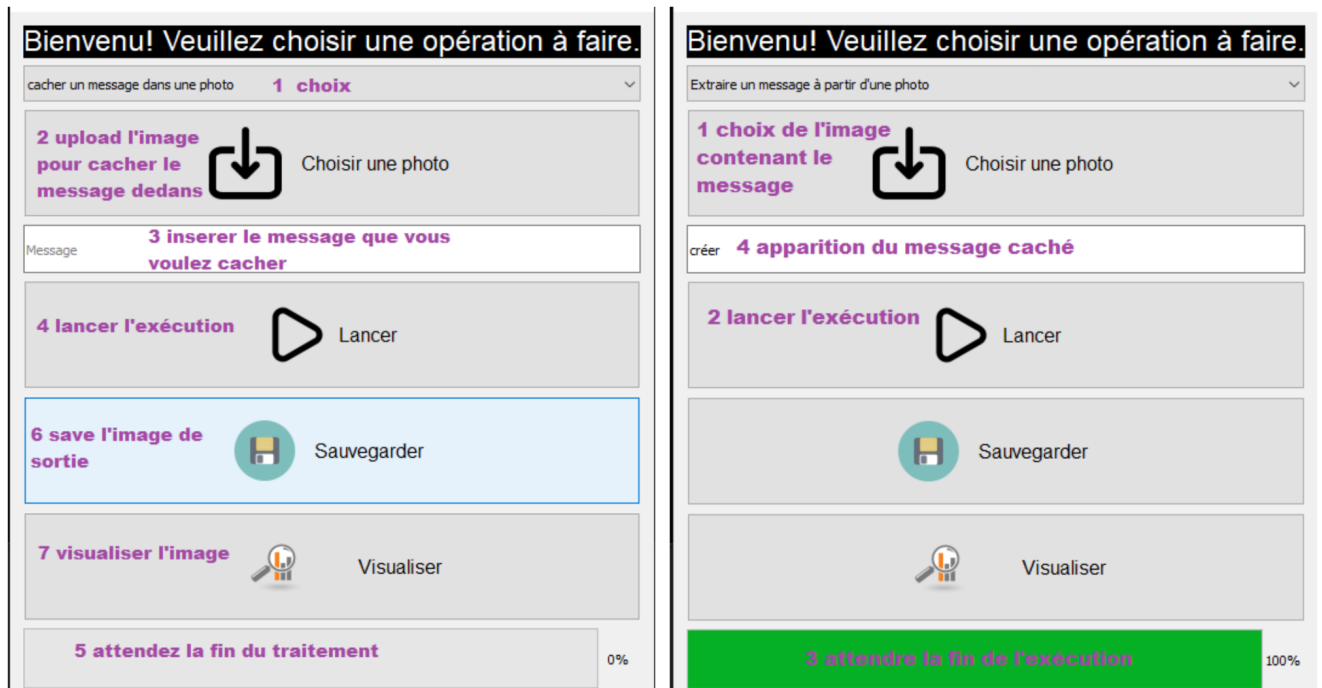 Bienvenu! Veuillez choisir une opération à faire.
cacher un message dans une photo
1 choix
2 upload l'image
pour cacher le
message dedans
Choisir une photo
Message
3 inserer le message que vous
voulez cacher
4 lancer l'exécution
Lancer
6 save l'image de
sortie
Sauvegarder
7 visualiser l'image
Visualiser
5 attendez la fin du traitement
0%
Bienvenu! Veuillez choisir une opération à faire.
Extraire un message à partir d'une photo
1 choix de l'image
contenant le
message
Choisir une photo
créer
4 apparition du message caché
2 lancer l'exécution
Lancer
Sauvegarder
Visualiser
3 attendre la fin de l'exécution
100%